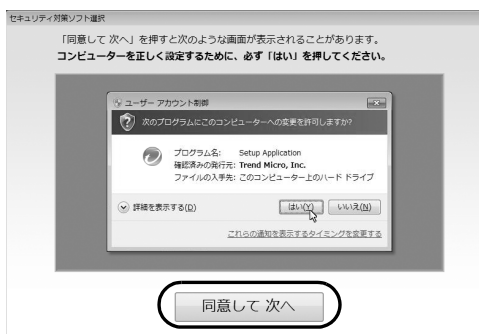 セキュリティ対策ソフト選択
「同意して 次へ」を押すと次のような画面が表示されることがあります。
コンピューターを正しく設定するために、必ず「はい」を押してください。
ユーザー アカウント制御
次のプログラムにこのコンピューターへの変更を許可しますか?
プログラム名: Setup Application
確認済みの発行元: Trend Micro, Inc.
ファイルの入手先: このコンピューター上のハード ドライブ
詳細を表示する(D) はい(Y) いいえ(N)
これらの通知を表示するタイミングを変更する
同意して 次へ